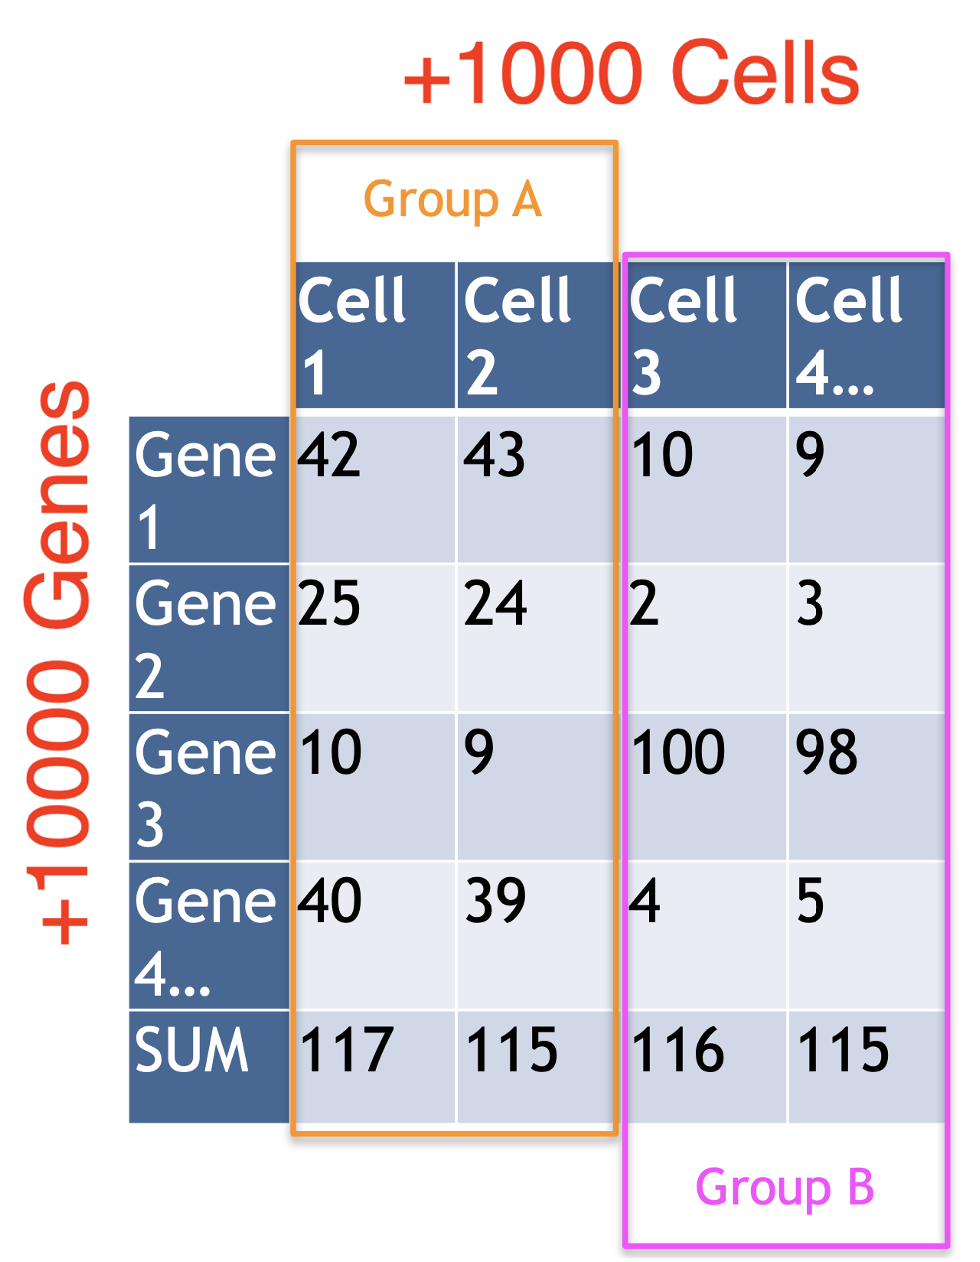 +1000 Cells
Group A
Cell 1 Cell 2 Cell 3 Cell 4...
+10000 Genes
Gene 1 42 43 10 9
Gene 2 25 24 2 3
Gene 3 10 9 100 98
Gene 4... 40 39 4 5
SUM 117 115 116 115
Group B